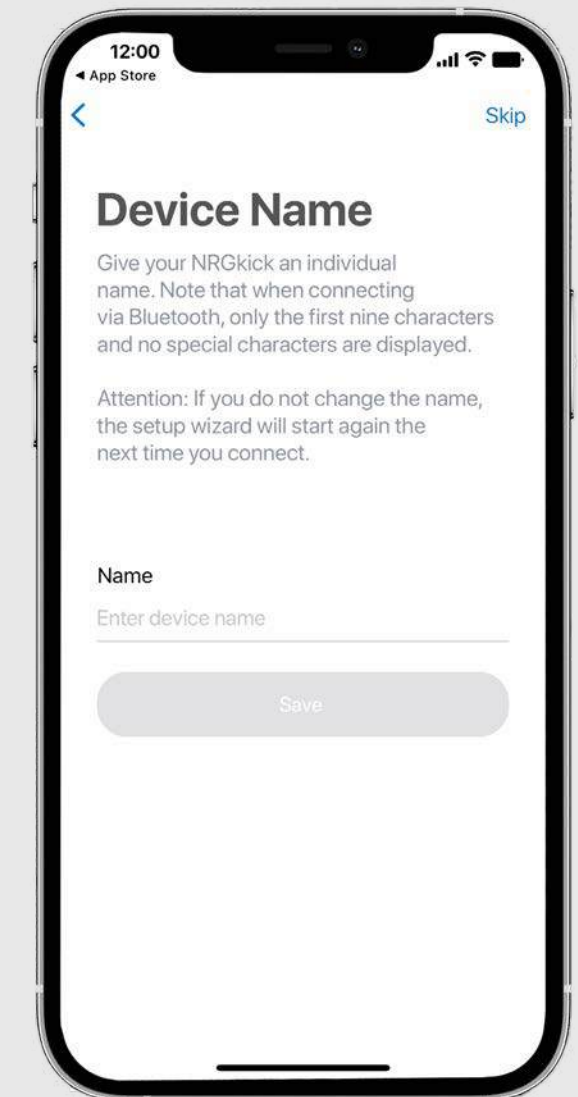 12:00
◀ App Store
Skip
Device Name
Give your NRGkick an individual
name. Note that when connecting
via Bluetooth, only the first nine characters
and no special characters are displayed.
Attention: If you do not change the name,
the setup wizard will start again the
next time you connect.
Name
Enter device name
Save